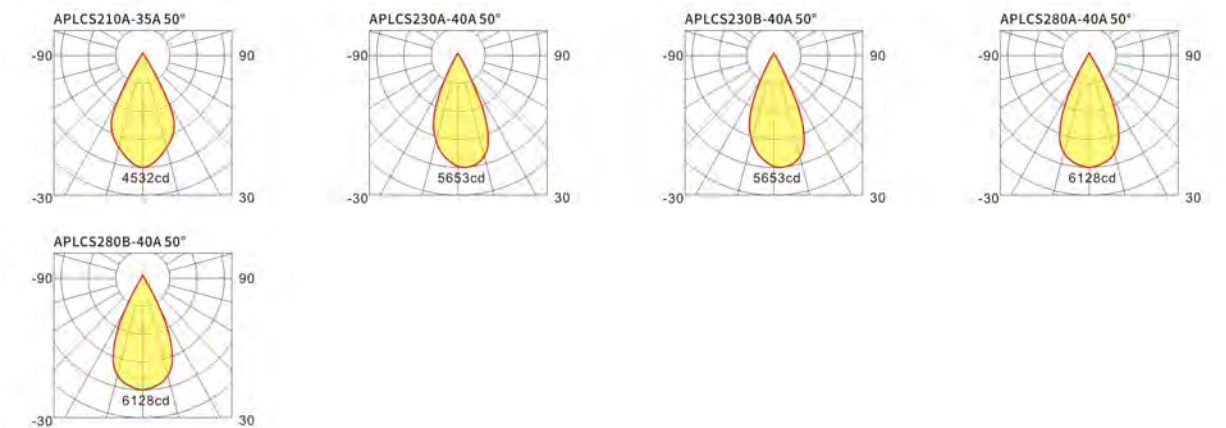 APLCS210A-35A 50°
-90 90
4532cd
-30 30
APLCS230A-40A 50°
-90 90
5653cd
-30 30
APLCS230B-40A 50°
-90 90
5653cd
-30 30
APLCS280A-40A 50°
-90 90
6128cd
-30 30
APLCS280B-40A 50°
-90 90
6128cd
-30 30